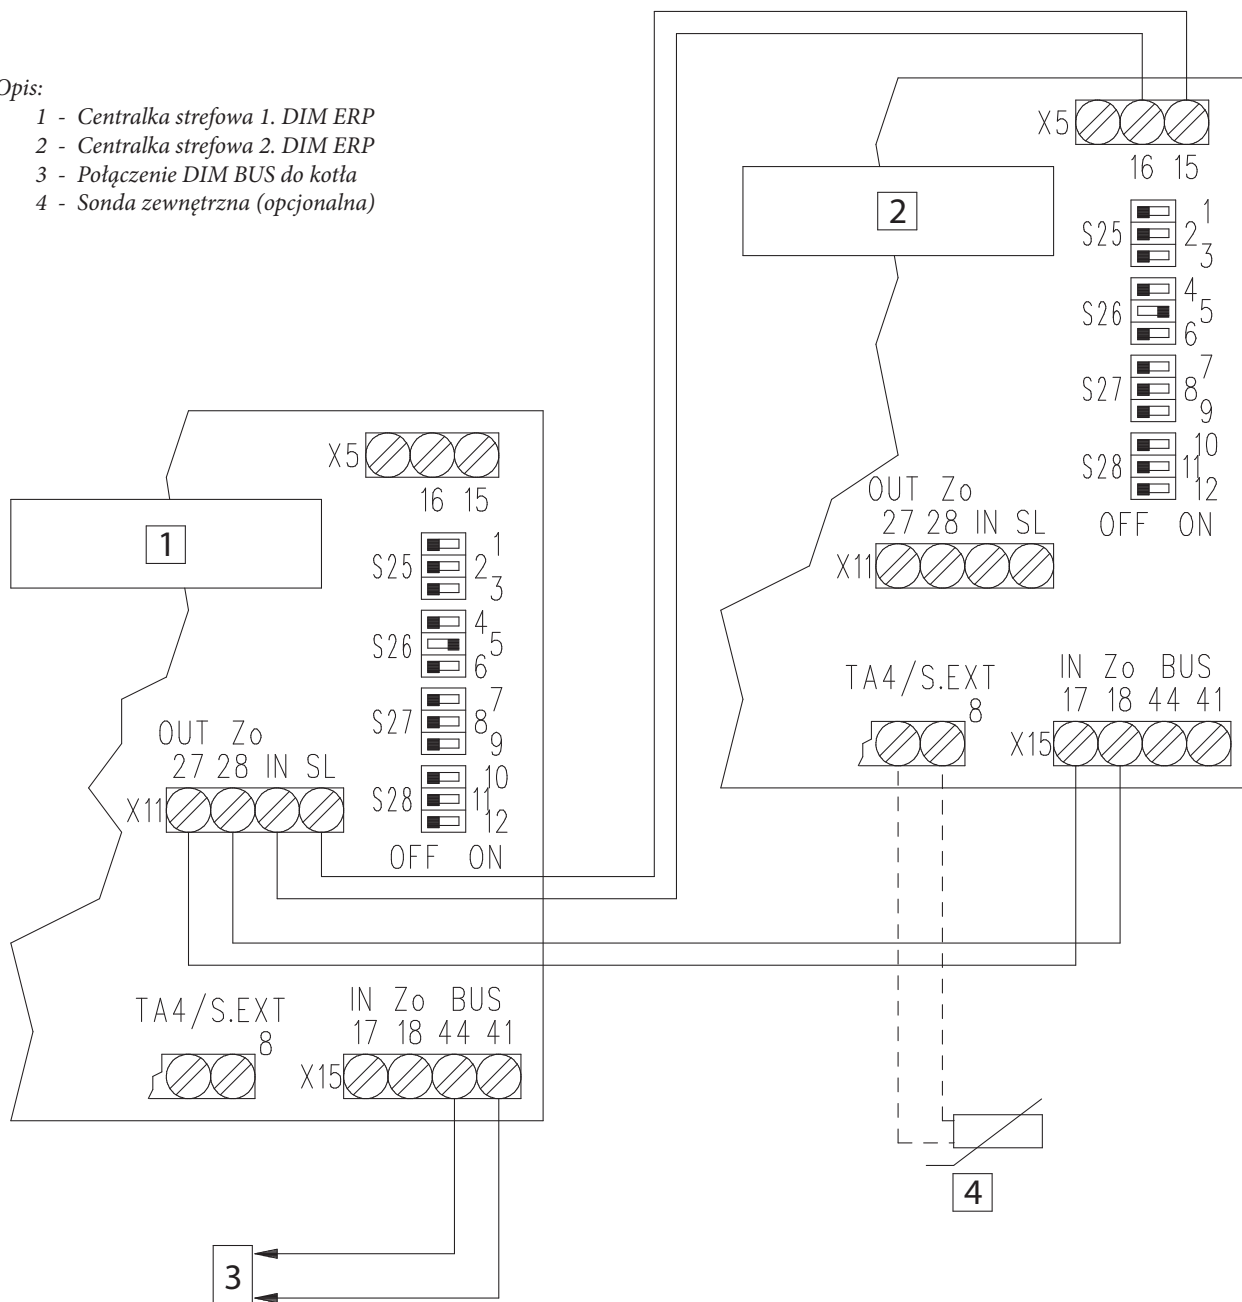 Opis:
1 - Centralka strefowa 1. DIM ERP
2 - Centralka strefowa 2. DIM ERP
3 - Połączenie DIM BUS do kotła
4 - Sonda zewnętrzna (opcjonalna)
X5
16 15
2
S25
1
2
3
S26
4
5
6
S27
7
8
9
S28
10
11
12
OFF ON
OUT Zo
27 28 IN SL
X11
TA4/S.EXT
8
IN Zo BUS
17 18 44 41
X15
X5
16 15
1
S25
1
2
3
S26
4
5
6
S27
7
8
9
S28
10
11
12
OFF ON
OUT Zo
27 28 IN SL
X11
TA4/S.EXT
8
IN Zo BUS
17 18 44 41
X15
4
3